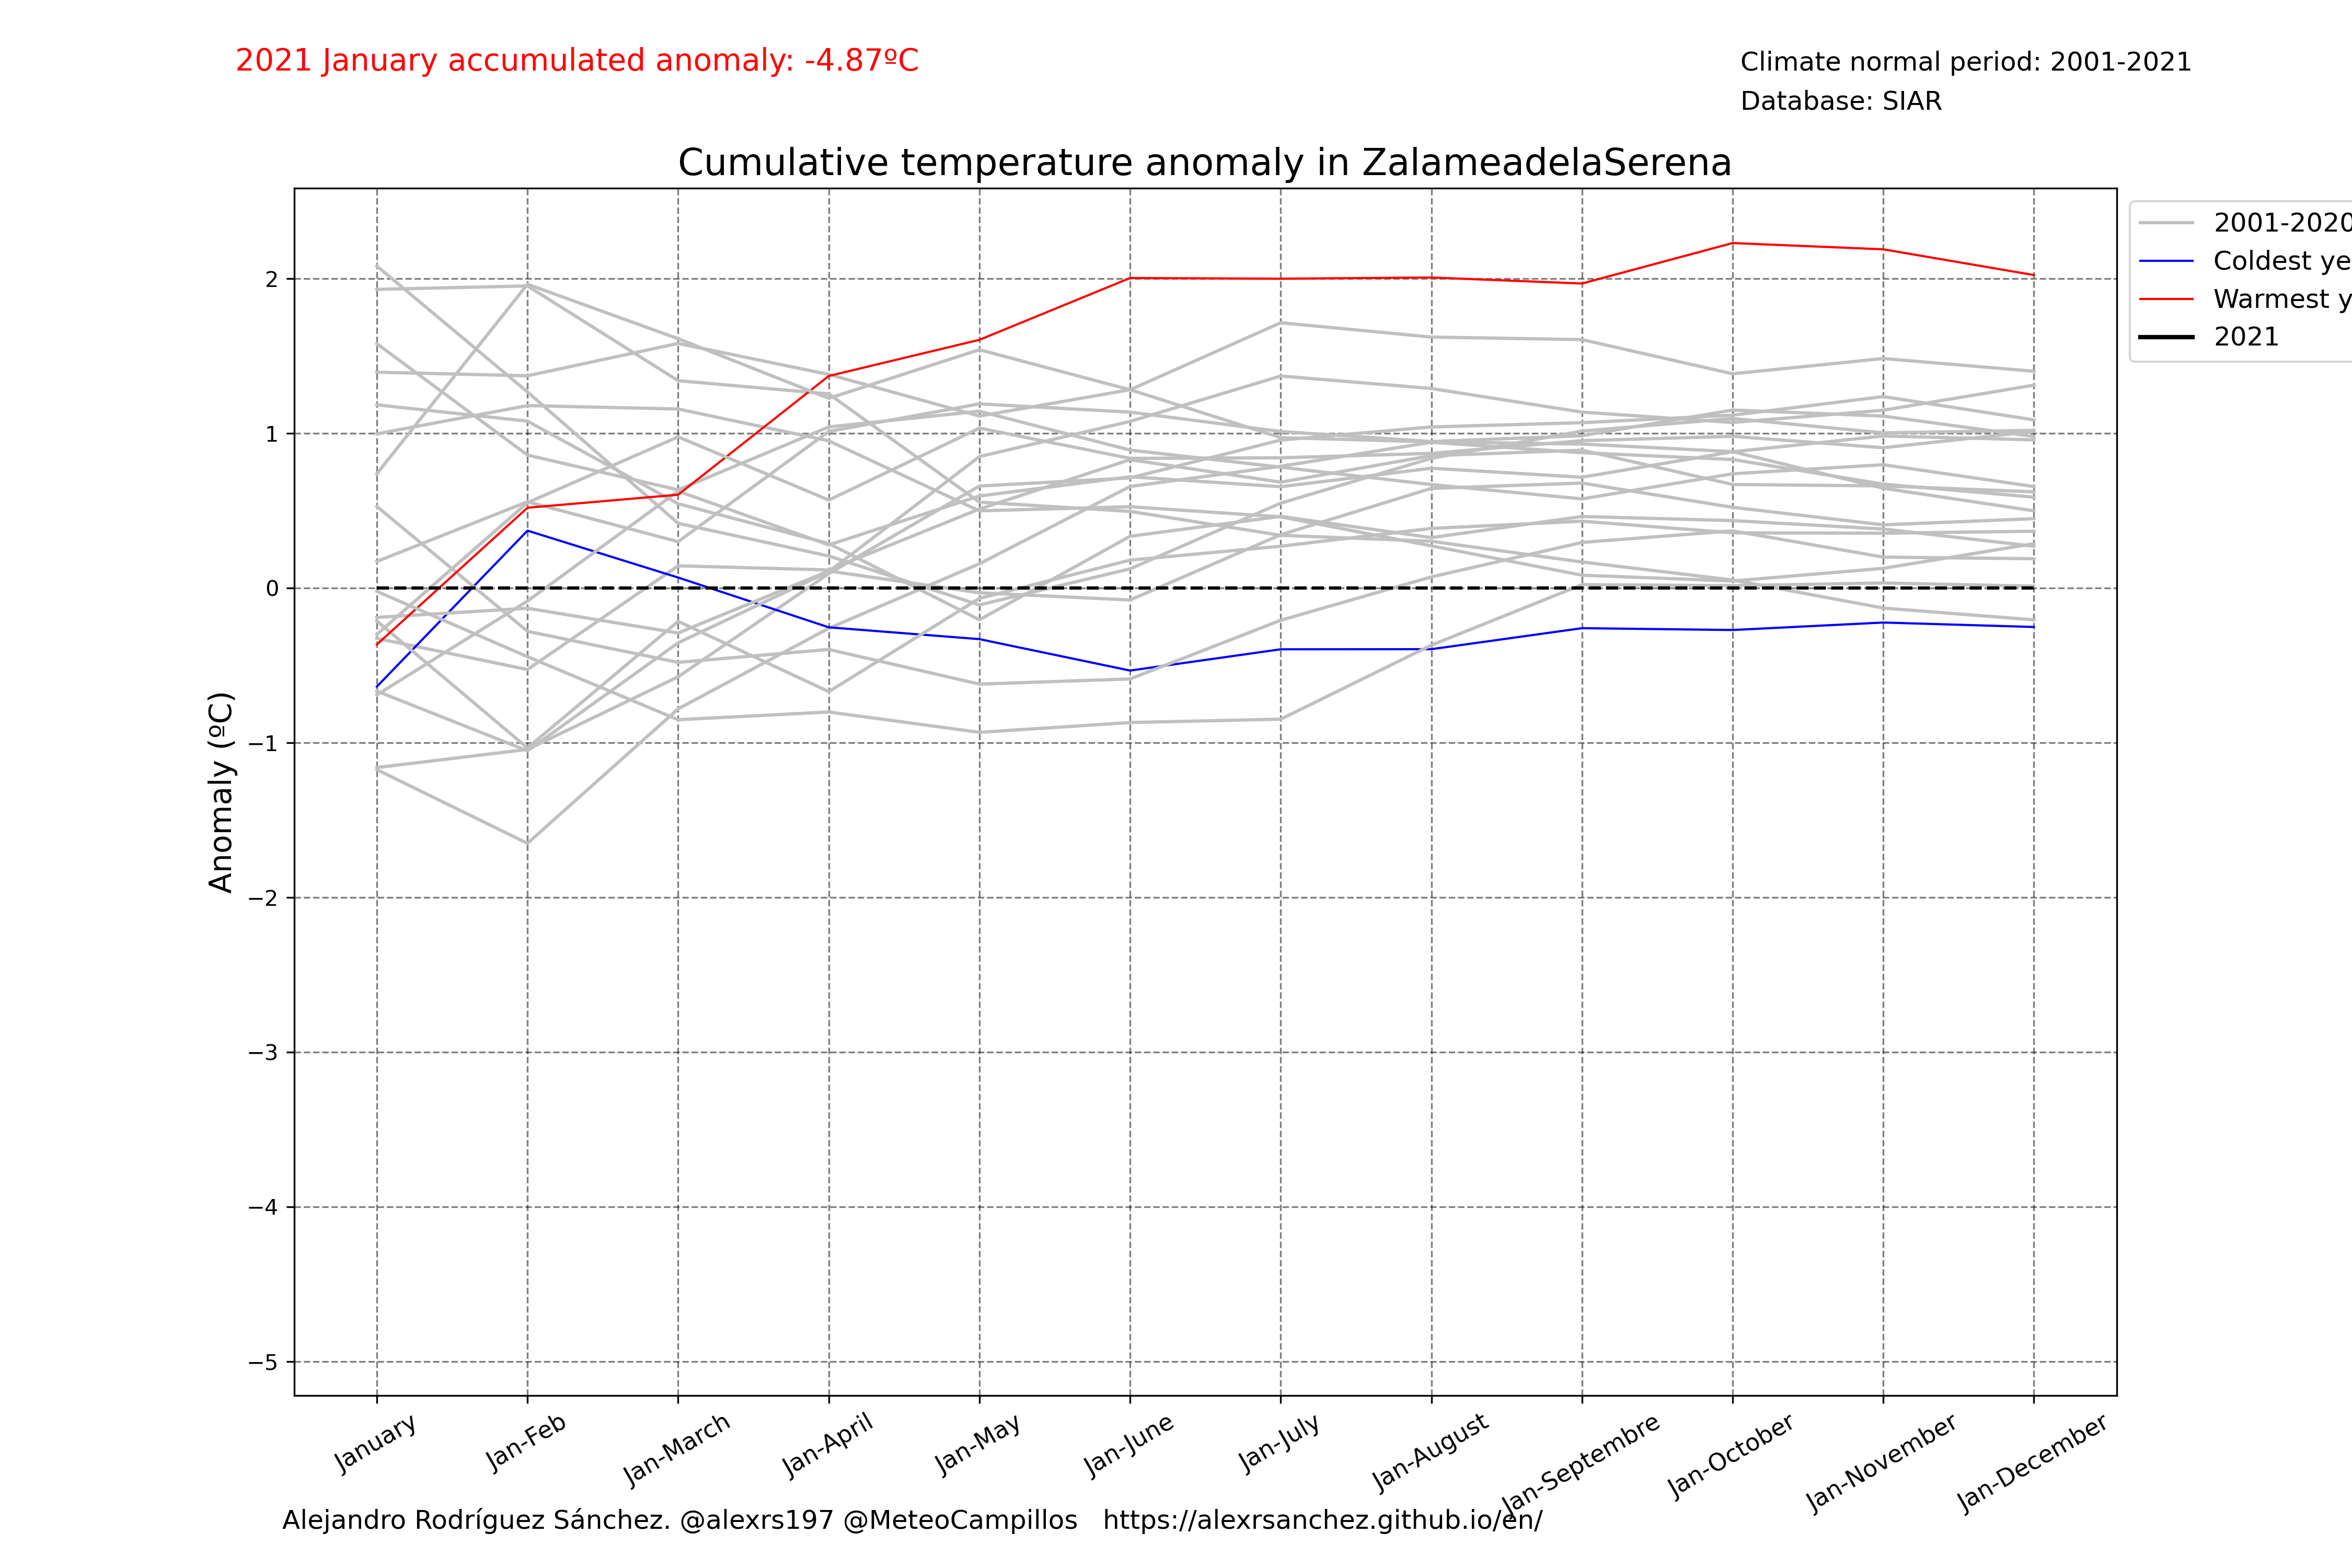 2021 January accumulated anomaly: -4.87ºC
Climate normal period: 2001-2021
Database: SIAR
Cumulative temperature anomaly in ZalameadelaSerena
2001-2020
Coldest ye
Warmest y
2021
Anomaly (ºC)
2
1
0
−1
−2
−3
−4
−5
January
Jan-Feb
Jan-March
Jan-April
Jan-May
Jan-June
Jan-July
Jan-August
Jan-Septembre
Jan-October
Jan-November
Jan-December
Alejandro Rodríguez Sánchez. @alexrs197 @MeteoCampillos   https://alexrsanchez.github.io/en/